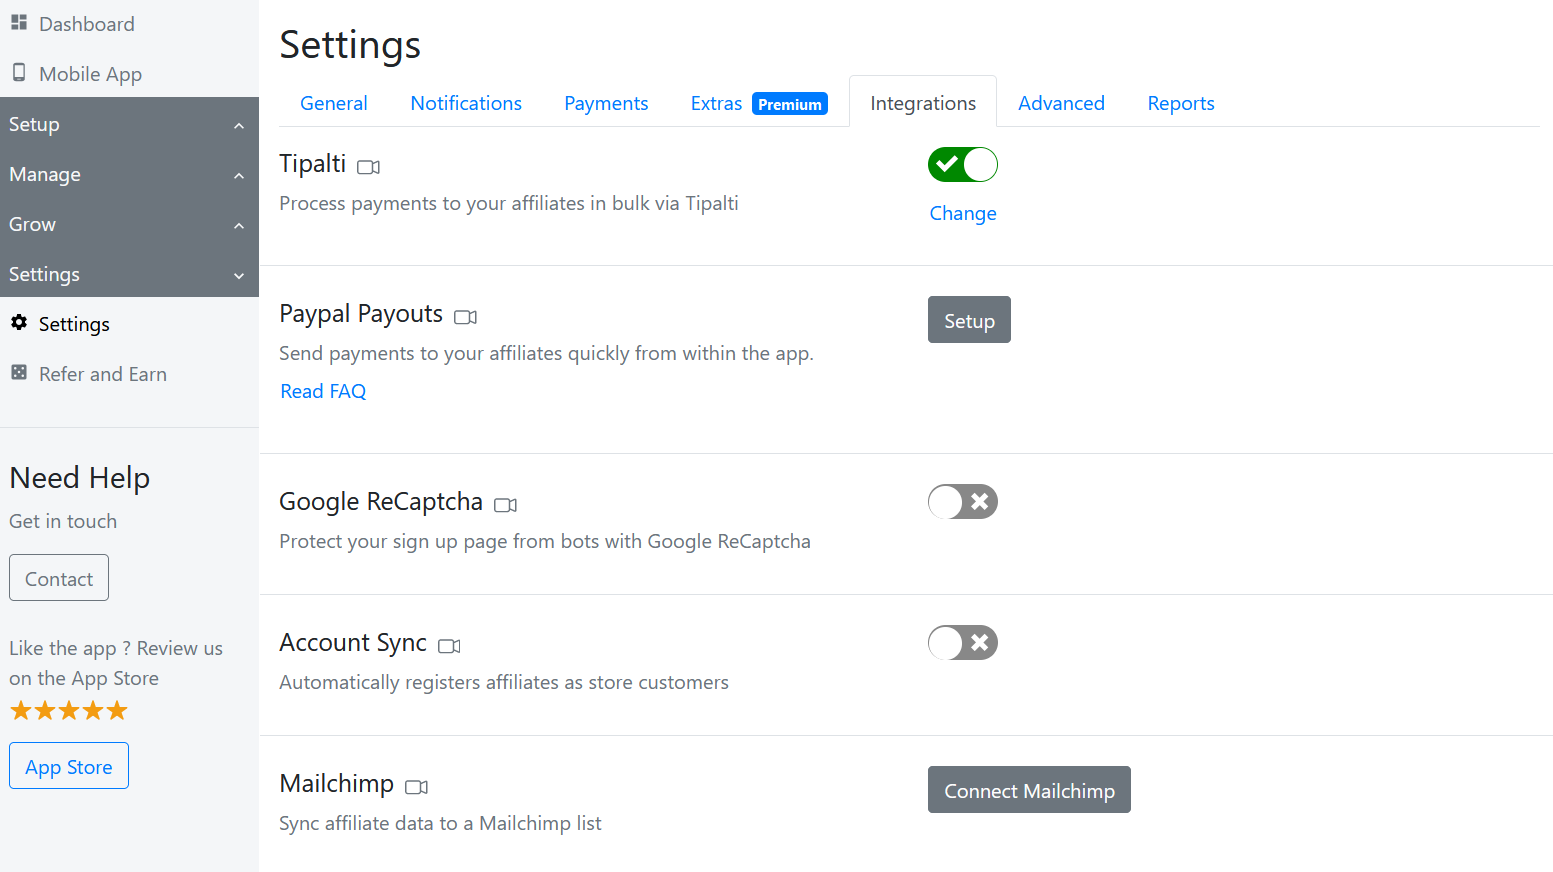 Dashboard
Mobile App
Setup
Manage
Grow
Settings
Settings
Refer and Earn
Need Help
Get in touch
Contact
Like the app ? Review us
on the App Store
App Store
Settings
General Notifications Payments Extras Premium Integrations Advanced Reports
Tipalti
Process payments to your affiliates in bulk via Tipalti
Change
Paypal Payouts
Send payments to your affiliates quickly from within the app.
Read FAQ
Setup
Google ReCaptcha
Protect your sign up page from bots with Google ReCaptcha
Account Sync
Automatically registers affiliates as store customers
Mailchimp
Sync affiliate data to a Mailchimp list
Connect Mailchimp